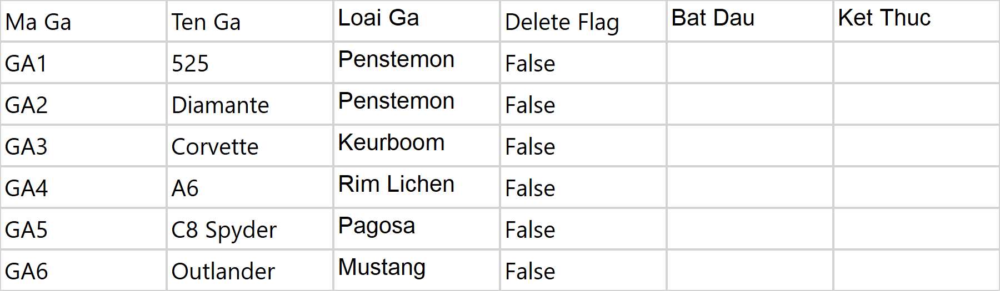 Ma Ga Ten Ga Loai Ga Delete Flag Bat Dau Ket Thuc
GA1 525 Penstemon False
GA2 Diamante Penstemon False
GA3 Corvette Keurboom False
GA4 A6 Rim Lichen False
GA5 C8 Spyder Pagosa False
GA6 Outlander Mustang False